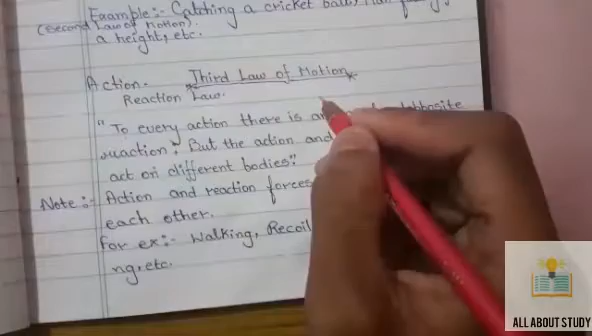 Example:- Catching a cricket ball,
(Second Law of Motion).
a height, etc.
Action - *Third Law of Motion*
Reaction Law.
"To every action there is an opposite
reaction". But the action and
act on different bodies."
Note:- Action and reaction forces
each other.
for ex:- Walking, Recoil
ng, etc.
ALL ABOUT STUDY